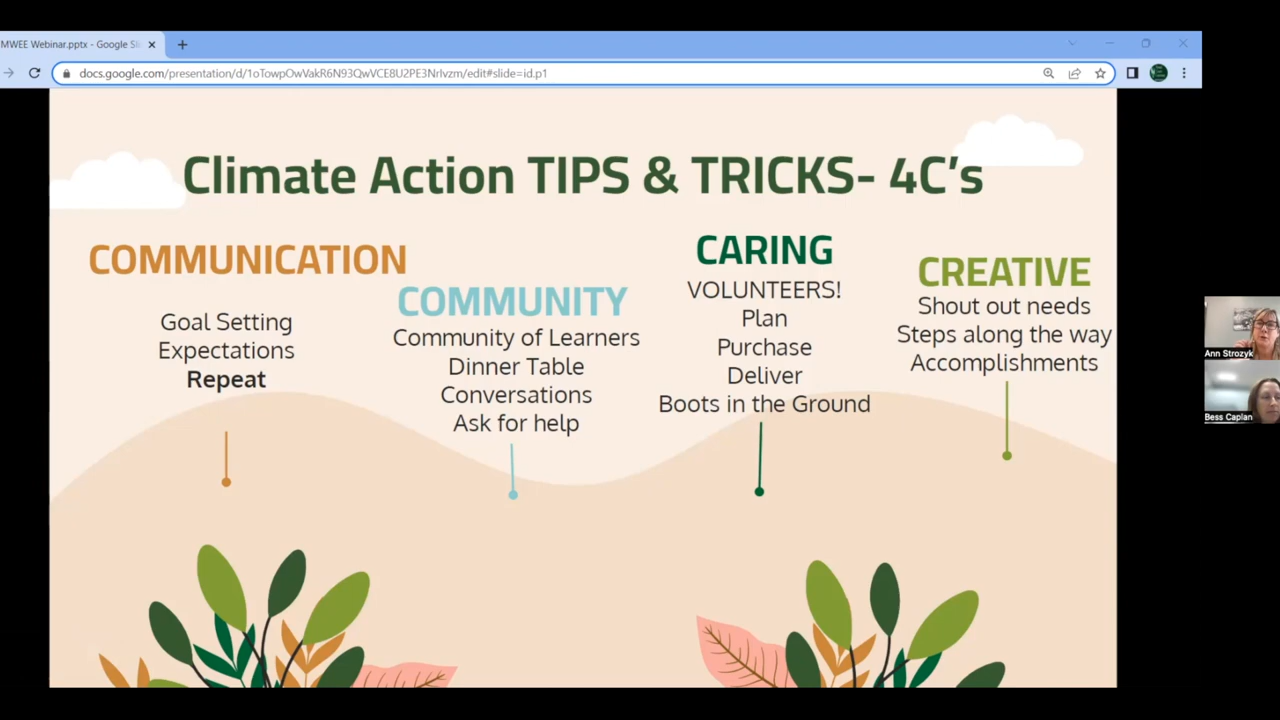 MWEE Webinar.pptx - Google Sli
docs.google.com/presentation/d/1oTowpOwVakR6N93QwVCE8U2PE3NrIvzm/edit#slide=id.p1
Climate Action TIPS & TRICKS- 4C's
COMMUNICATION
Goal Setting
Expectations
Repeat
COMMUNITY
Community of Learners
Dinner Table
Conversations
Ask for help
CARING
VOLUNTEERS!
Plan
Purchase
Deliver
Boots in the Ground
CREATIVE
Shout out needs
Steps along the way
Accomplishments
Ann Strozyk
Bess Caplan